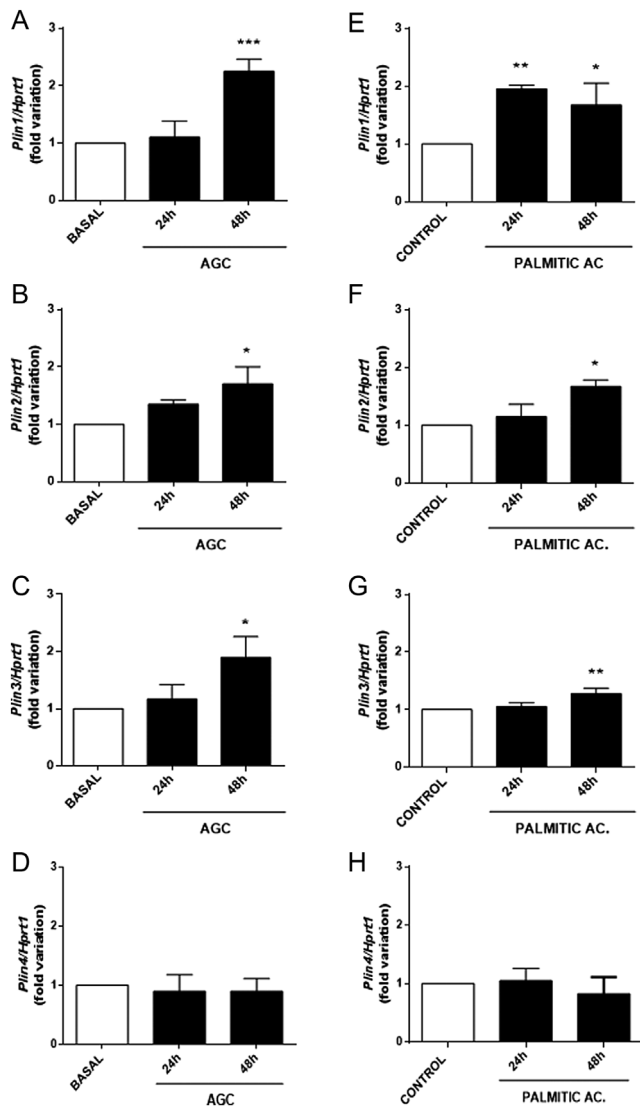 A
Plin1/Hprt1
(fold variation)
3
2
1
0
***
BASAL
24h
48h
AGC
E
Plin1/Hprt1
(fold variation)
3
2
1
0
**
*
CONTROL
24h
48h
PALMITIC AC
B
Plin2/Hprt1
(fold variation)
3
2
1
0
*
BASAL
24h
48h
AGC
F
Plin2/Hprt1
(fold variation)
3
2
1
0
*
CONTROL
24h
48h
PALMITIC AC.
C
Plin3/Hprt1
(fold variation)
3
2
1
0
*
BASAL
24h
48h
AGC
G
Plin3/Hprt1
(fold variation)
3
2
1
0
**
CONTROL
24h
48h
PALMITIC AC.
D
Plin4/Hprt1
(fold variation)
3
2
1
0
BASAL
24h
48h
AGC
H
Plin4/Hprt1
(fold variation)
3
2
1
0
CONTROL
24h
48h
PALMITIC AC.